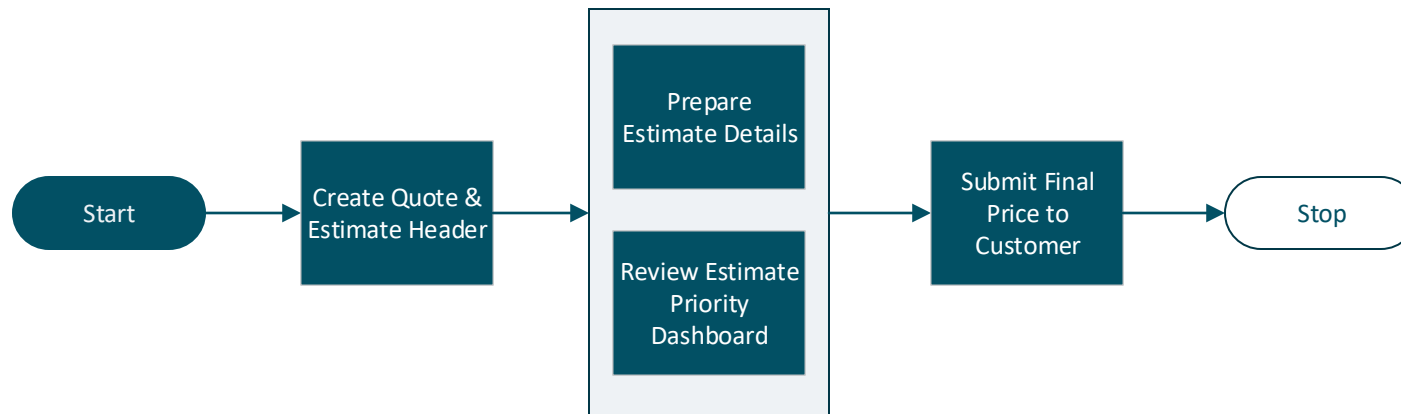 Start
Create Quote &
Estimate Header
Prepare
Estimate Details
Review Estimate
Priority
Dashboard
Submit Final
Price to
Customer
Stop